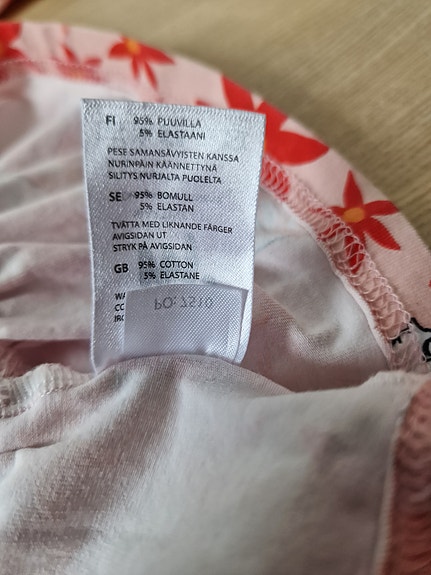 FI 95% PUUVILLA
5% ELASTAANI
PESE SAMANSÄVYISTEN KANSSA
NURINPÄIN KÄÄNNETTYNÄ
SILITYS NURJALTA PUOLELTA
SE 95% BOMULL
5% ELASTAN
TVÄTTA MED LIKNANDE FÄRGER
AVIGSIDAN UT
STRYK PÅ AVIGSIDAN
GB 95% COTTON
5% ELASTANE
PO: 7510